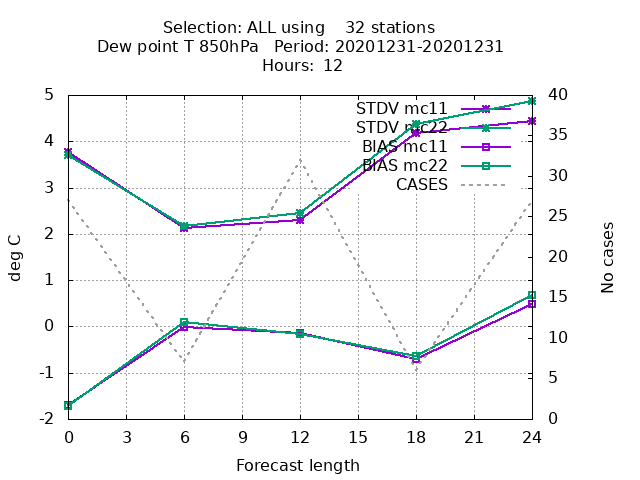 Selection: ALL using    32 stations
Dew point T 850hPa   Period: 20201231-20201231
Hours: 12
STDV mc11
STDV mc22
BIAS mc11
BIAS mc22
CASES
5
4
3
2
1
0
-1
-2
40
35
30
25
20
15
10
5
0
deg C
No cases
0 3 6 9 12 15 18 21 24
Forecast length